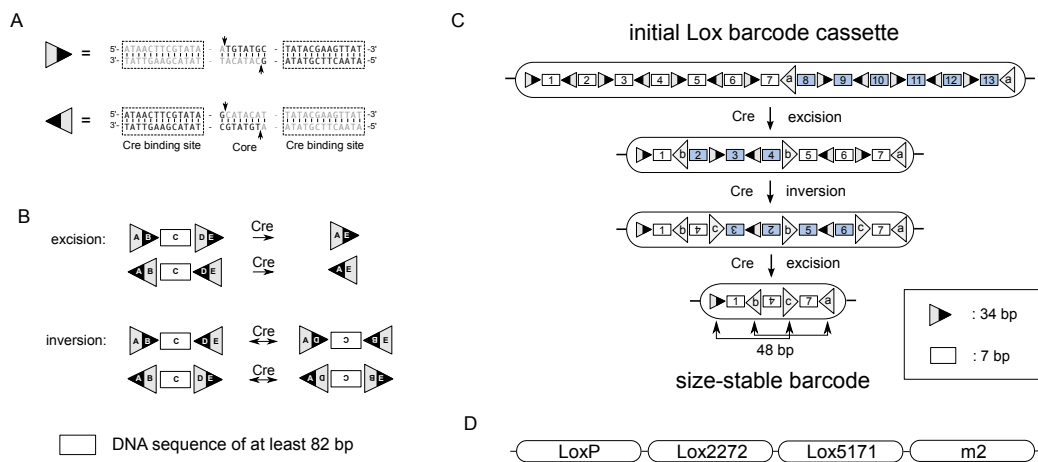 A
= 5'- ATAACTTCGTATA - ATGTATGC - TATACGAAGTTAT -3'
3'- TATTGAAGCATAT - TACATACG - ATATGCTTCAATA -5'
= 5'- ATAACTTCGTATA - GCATACAT - TATACGAAGTTAT -3'
3'- TATTGAAGCATAT - CGTATGTA - ATATGCTTCAATA -5'
Cre binding site Core Cre binding site
B
excision: A B C D E Cre A E
A B C D E Cre A E
inversion: A B C D E Cre A D C B E
A B C D E Cre A D C B E
DNA sequence of at least 82 bp
C
initial Lox barcode cassette
1 2 3 4 5 6 7 a 8 9 10 11 12 13 a
Cre excision
1 b 2 3 4 b 5 6 7 a
Cre inversion
1 b 4 c 3 2 b 5 6 c 7 a
Cre excision
1 b 4 c 7 a
48 bp
size-stable barcode
: 34 bp
: 7 bp
D
LoxP Lox2272 Lox5171 m2